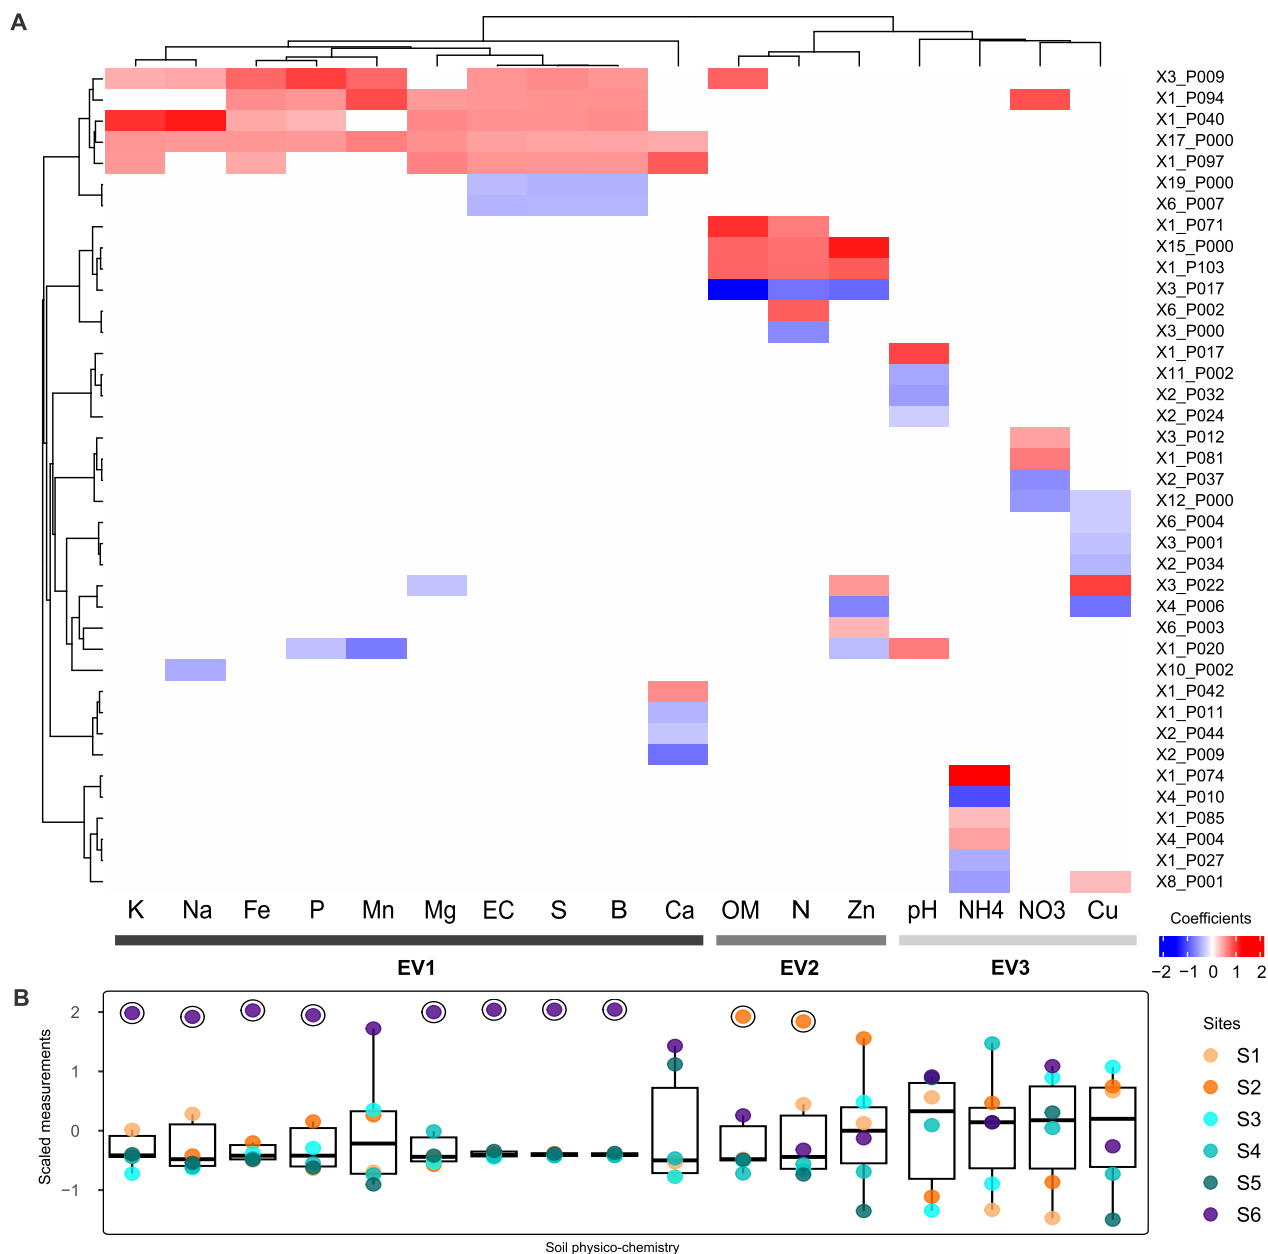 A
X3_P009
X1_P094
X1_P040
X17_P000
X1_P097
X19_P000
X6_P007
X1_P071
X15_P000
X1_P103
X3_P017
X6_P002
X3_P000
X1_P017
X11_P002
X2_P032
X2_P024
X3_P012
X1_P081
X2_P037
X12_P000
X6_P004
X3_P001
X2_P034
X3_P022
X4_P006
X6_P003
X1_P020
X10_P002
X1_P042
X1_P011
X2_P044
X2_P009
X1_P074
X4_P010
X1_P085
X4_P004
X1_P027
X8_P001
K Na Fe P Mn Mg EC S B Ca OM N Zn pH NH4 NO3 Cu
EV1 EV2 EV3
Coefficients
−2 −1 0 1 2
B
Scaled measurements
2
1
0
−1
Soil physico-chemistry
Sites
S1
S2
S3
S4
S5
S6